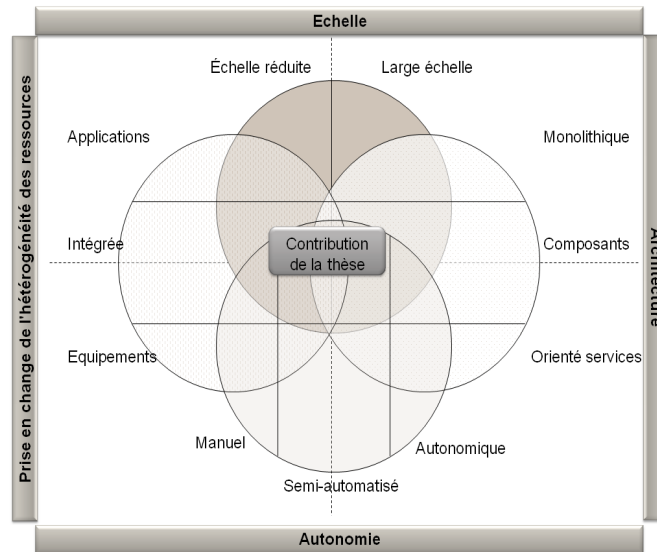 Echelle
Échelle réduite
Large échelle
Prise en change de l'hétérogénéité des ressources
Applications
Monolithique
Intégrée
Contribution
de la thèse
Composants
Architecture
Equipements
Orienté services
Manuel
Autonomique
Semi-automatisé
Autonomie